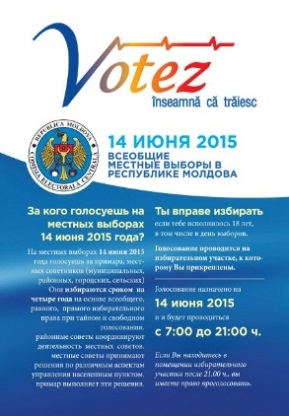 Votez
înseamnă că trăiesc
REPUBLICA MOLDOVA
COMISIA ELECTORALĂ CENTRALĂ
14 ИЮНЯ 2015
ВСЕОБЩИЕ
МЕСТНЫЕ ВЫБОРЫ В
РЕСПУБЛИКЕ МОЛДОВА
За кого голосуешь на
местных выборах
14 июня 2015 года?
На местных выборах 14 июня 2015
года голосуешь за примара, мест-
ных советников (муниципальных,
районных, городских, сельских)
Они избираются сроком на
четыре года на основе всеобщего,
равного, прямого избирательного
права при тайном и свободном
голосовании.
районные советы координируют
деятельность местных советов.
местные советы принимают
решения по различным аспектам
управления населенным пунктом.
примар выполняет эти решения.
Ты вправе избирать
если тебе исполнилось 18 лет,
в том числе в день выборов.
Голосование проводится на
избирательном участке, к кото-
рому Вы прикреплены.
Голосование назначено на
14 июня 2015
и и будет проводиться
с 7:00 до 21:00 ч.
Если Вы находитесь в
помещении избирательного
участка после 21.00 ч., вы
имеете право проголосовать.